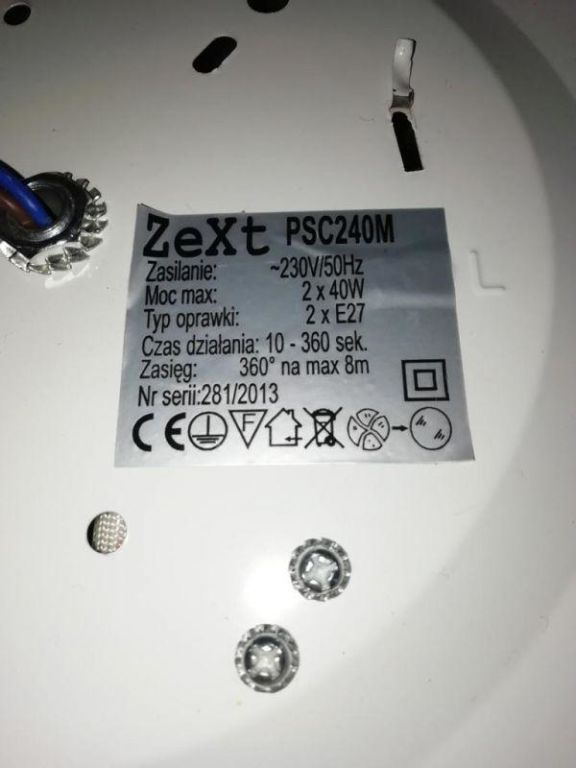 ZeXt PSC240M
Zasilanie: ~230V/50Hz
Moc max: 2 x 40W
Typ oprawki: 2 x E27
Czas działania: 10 - 360 sek.
Zasięg: 360° na max 8m
Nr serii:281/2013
CE F
L